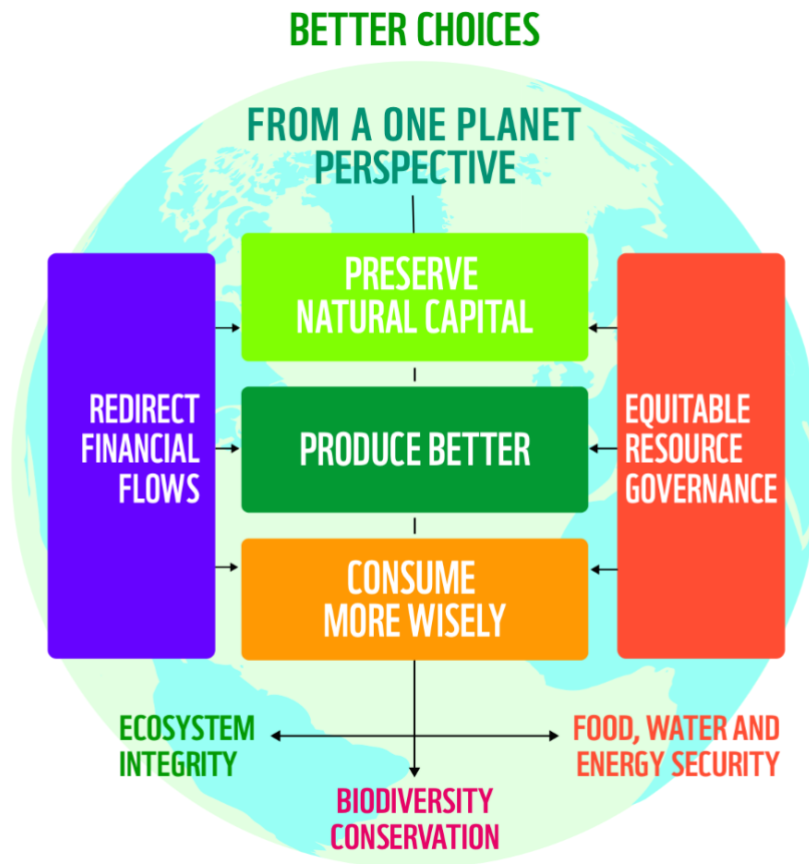 BETTER CHOICES
FROM A ONE PLANET
PERSPECTIVE
PRESERVE
NATURAL CAPITAL
REDIRECT
FINANCIAL
FLOWS
PRODUCE BETTER
EQUITABLE
RESOURCE
GOVERNANCE
CONSUME
MORE WISELY
ECOSYSTEM
INTEGRITY
FOOD, WATER AND
ENERGY SECURITY
BIODIVERSITY
CONSERVATION